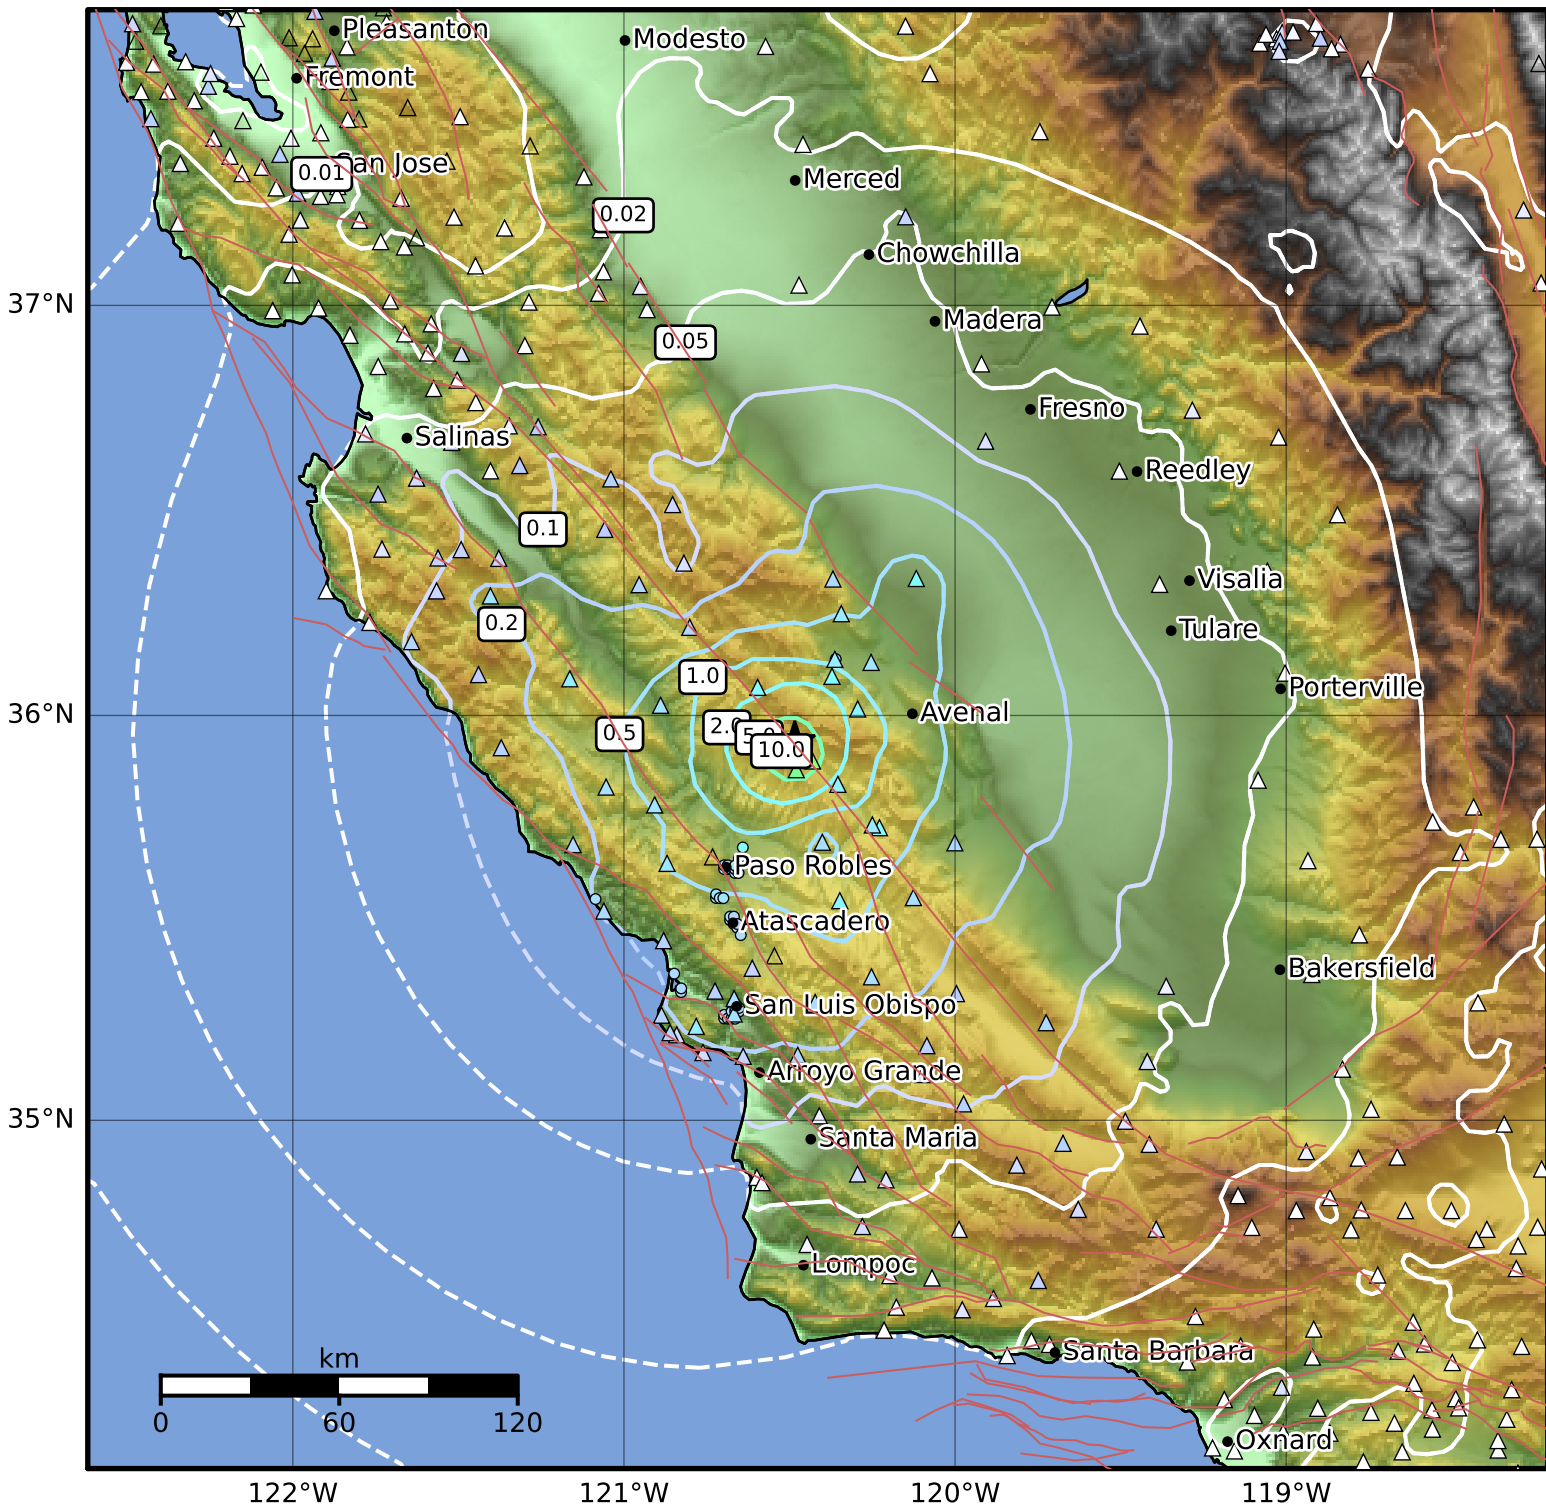 Pleasanton
Modesto
Fremont
San Jose
0.01
Merced
0.02
Chowchilla
37°N
Madera
0.05
Fresno
Salinas
Reedley
0.1
Visalia
0.2
Tulare
1.0
Porterville
36°N
Avenal
2.0
0.5
5.0
10.0
Paso Robles
Atascadero
Bakersfield
San Luis Obispo
Arroyo Grande
35°N
Santa Maria
Lompoc
Santa Barbara
km
0
60
120
Oxnard
122°W
121°W
120°W
119°W